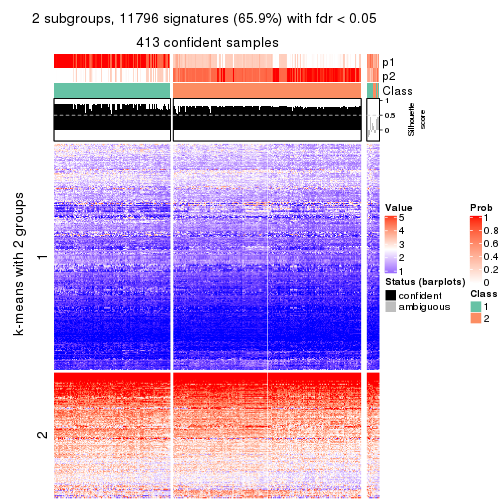 2 subgroups, 11796 signatures (65.9%) with fdr < 0.05
413 confident samples
p1
p2
Class
1
0.5
0
Silhouette
score
k-means with 2 groups
1
2
Value
5
4
3
2
1
Prob
1
0.8
0.6
0.4
0.2
0
Status (barplots)
confident
ambiguous
Class
1
2